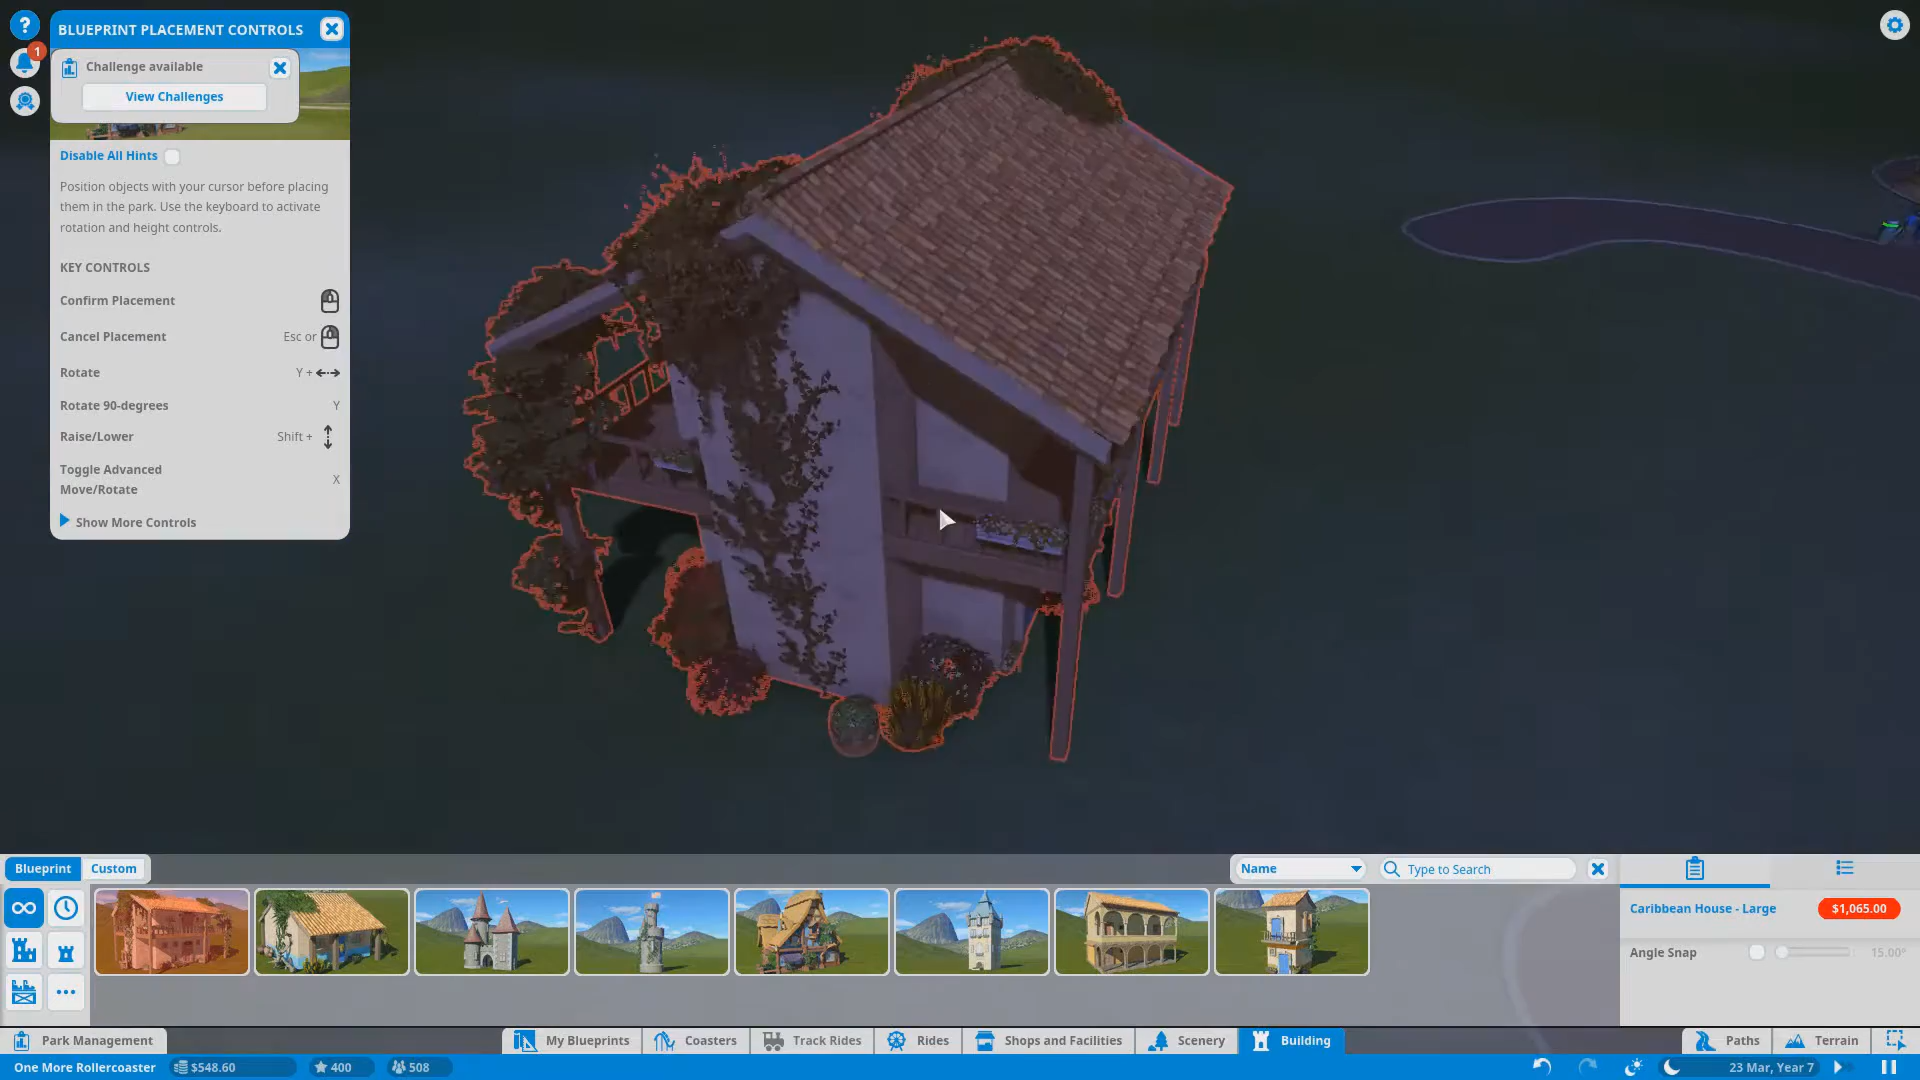 ?
1
BLUEPRINT PLACEMENT CONTROLS
Challenge available
View Challenges
Disable All Hints
Position objects with your cursor before placing
them in the park. Use the keyboard to activate
rotation and height controls.
KEY CONTROLS
Confirm Placement
Cancel Placement Esc or
Rotate Y +
Rotate 90-degrees Y
Raise/Lower Shift +
Toggle Advanced
Move/Rotate X
Show More Controls
Blueprint Custom
Name
Type to Search
Caribbean House - Large $1,065.00
Angle Snap 15.00°
Park Management
My Blueprints
Coasters
Track Rides
Rides
Shops and Facilities
Scenery
Building
Paths
Terrain
One More Rollercoaster $548.60 400 508
23 Mar, Year 7